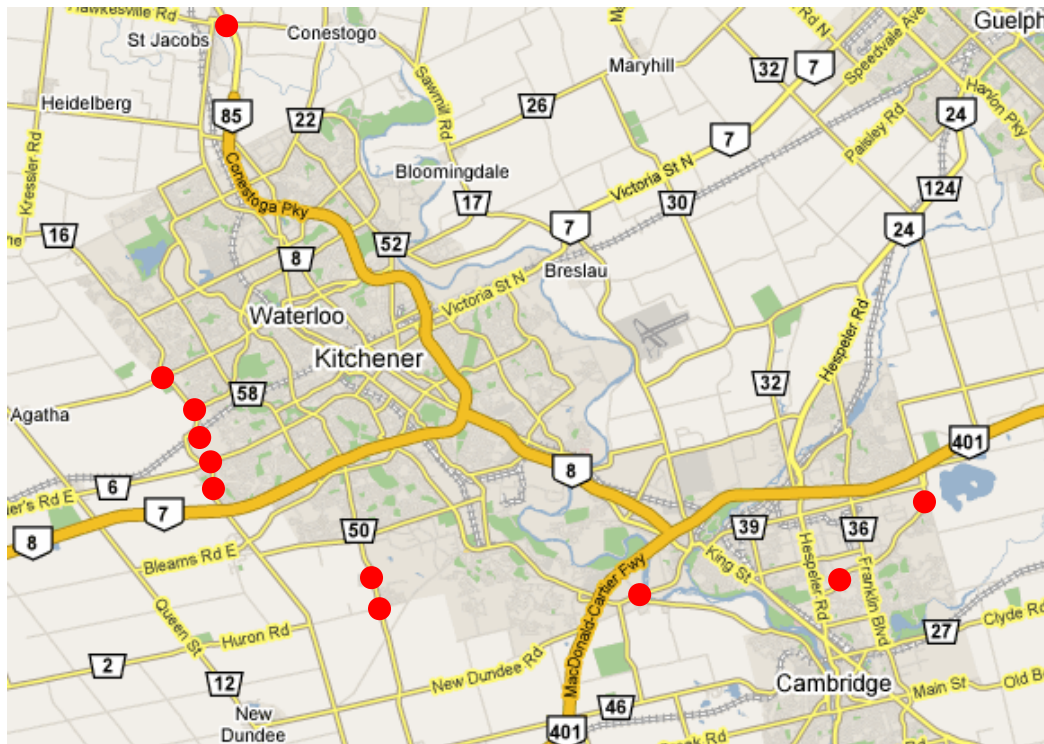 Hawkesville Rd
St Jacobs
Conestogo
Guelph
Maryhill
32
7
Speedvale Ave
Heidelberg
85
22
26
Sawmill Rd
7
Paisley Rd
24
Hanlon Pky
Kressler Rd
Conestoga Pky
Bloomingdale
Victoria St N
17
30
124
16
8
52
7
24
Breslau
Victoria St N
Waterloo
Kitchener
Hespeler Rd
58
32
Agatha
401
6
8
7
8
50
39
36
Bleams Rd E
King St
Hespeler Rd
Franklin Blvd
MacDonald-Cartier Fwy
Queen St
Huron Rd
27
Clyde Rd
2
12
New Dundee Rd
Cambridge
Main St
46
New
Dundee
401